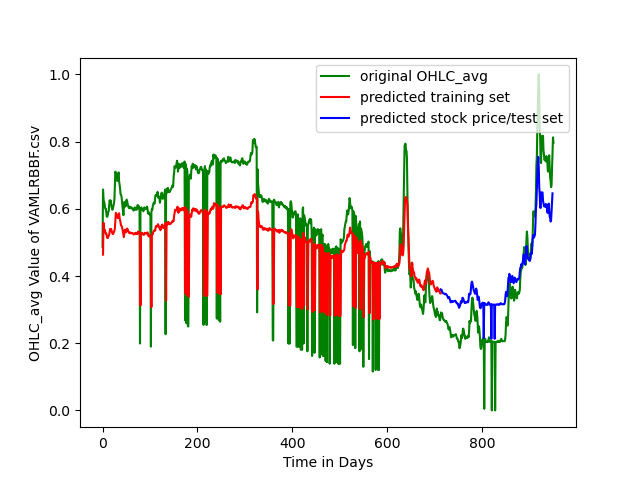 1.0
0.8
0.6
0.4
0.2
0.0
OHLC_avg Value of VAMLRBBF.csv
original OHLC_avg
predicted training set
predicted stock price/test set
0 200 400 600 800
Time in Days